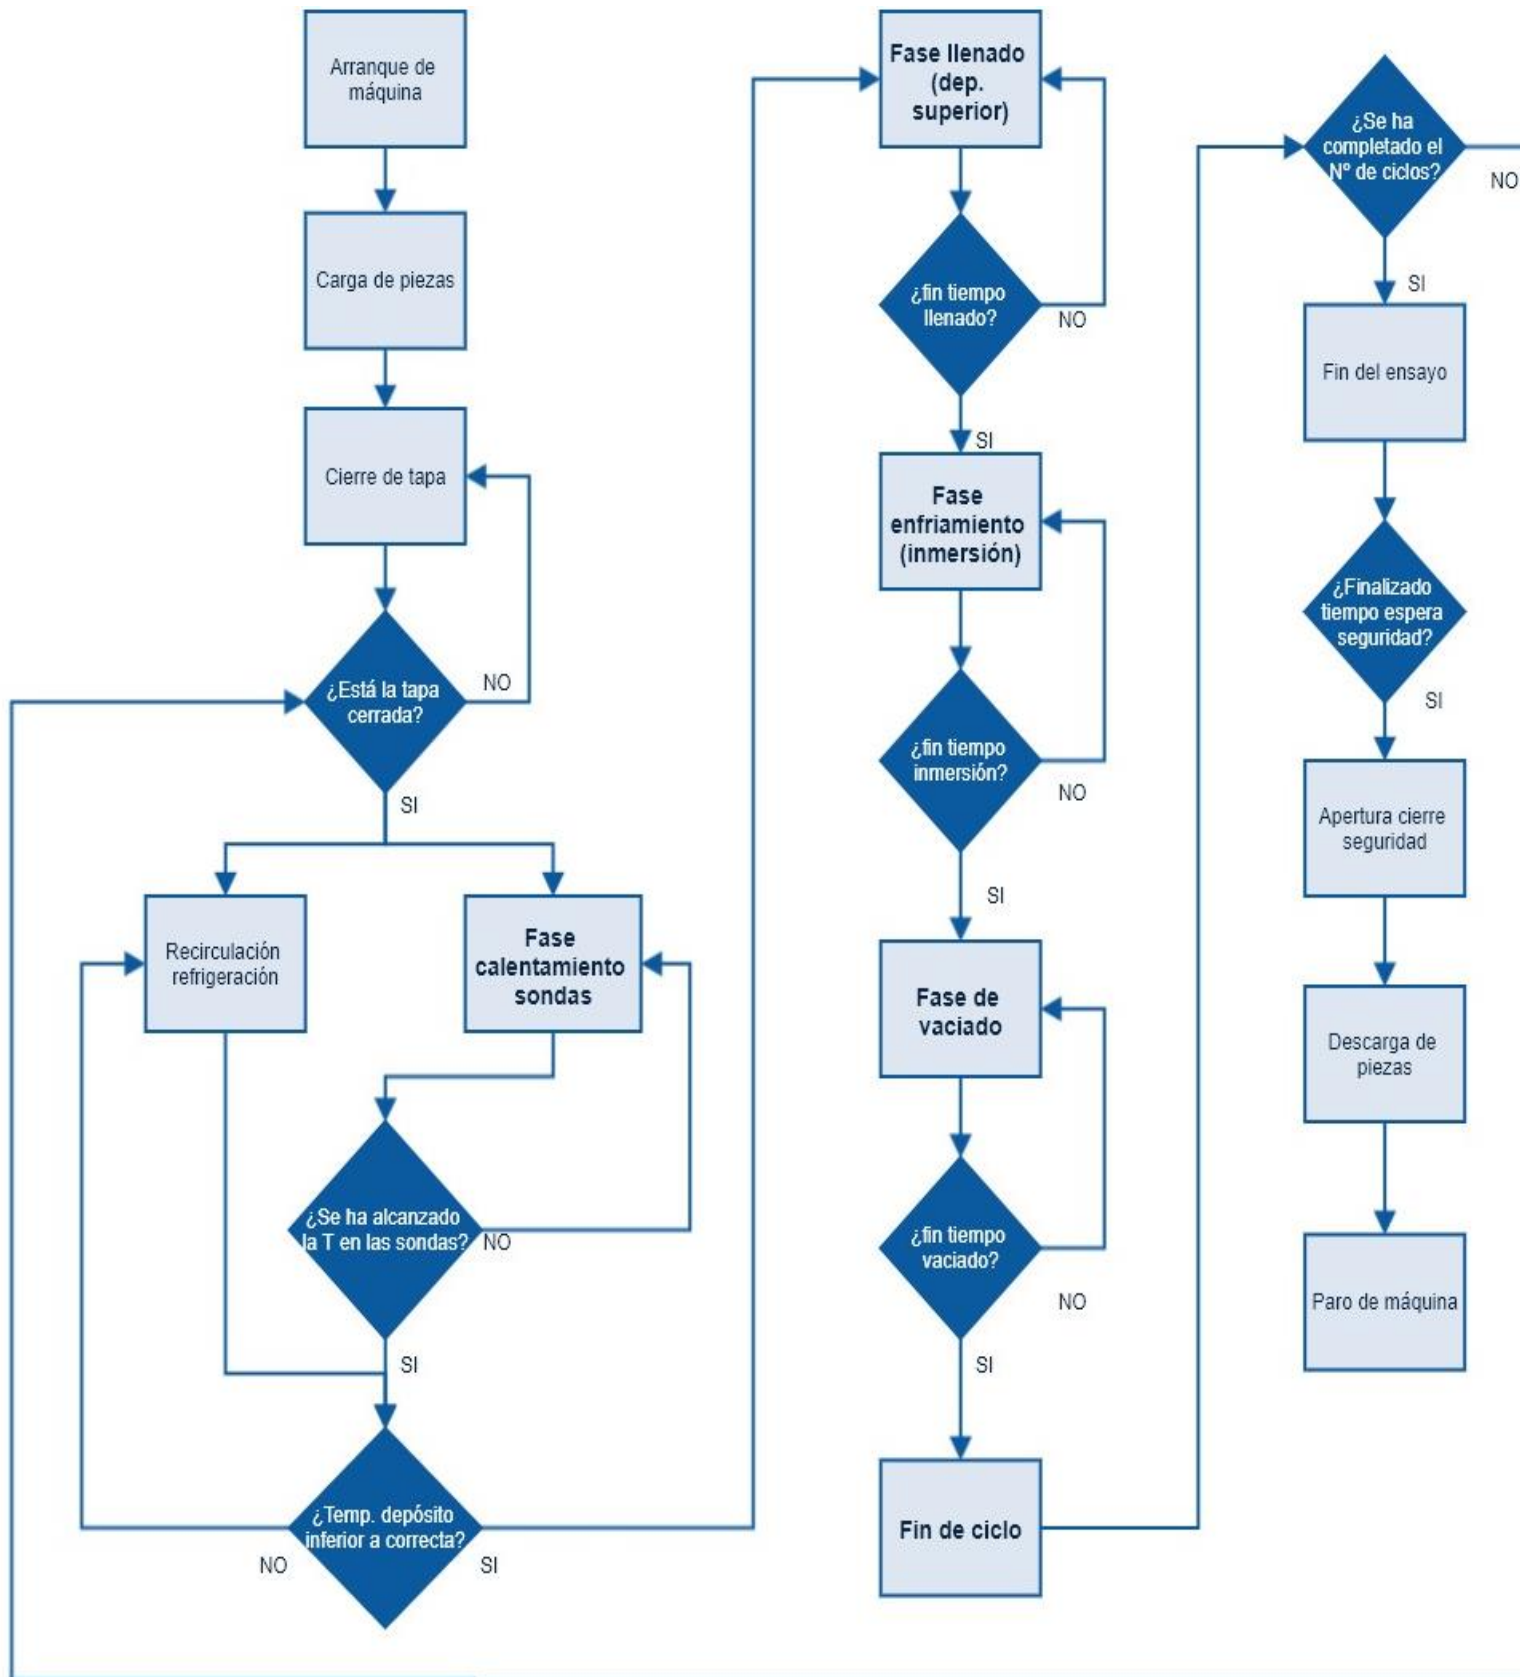 Arranque de
máquina
Carga de piezas
Cierre de tapa
¿Está la tapa
cerrada?
NO
SI
Recirculación
refrigeración
Fase
calentamiento
sondas
¿Se ha alcanzado
la T en las sondas?
NO
SI
¿Temp. depósito
inferior a correcta?
NO
SI
Fase llenado
(dep.
superior)
¿fin tiempo
llenado?
NO
SI
Fase
enfriamiento
(inmersión)
¿fin tiempo
inmersión?
NO
SI
Fase de
vaciado
¿fin tiempo
vaciado?
NO
SI
Fin de ciclo
¿Se ha
completado el
Nº de ciclos?
NO
SI
Fin del ensayo
¿Finalizado
tiempo espera
seguridad?
SI
Apertura cierre
seguridad
Descarga de
piezas
Paro de máquina